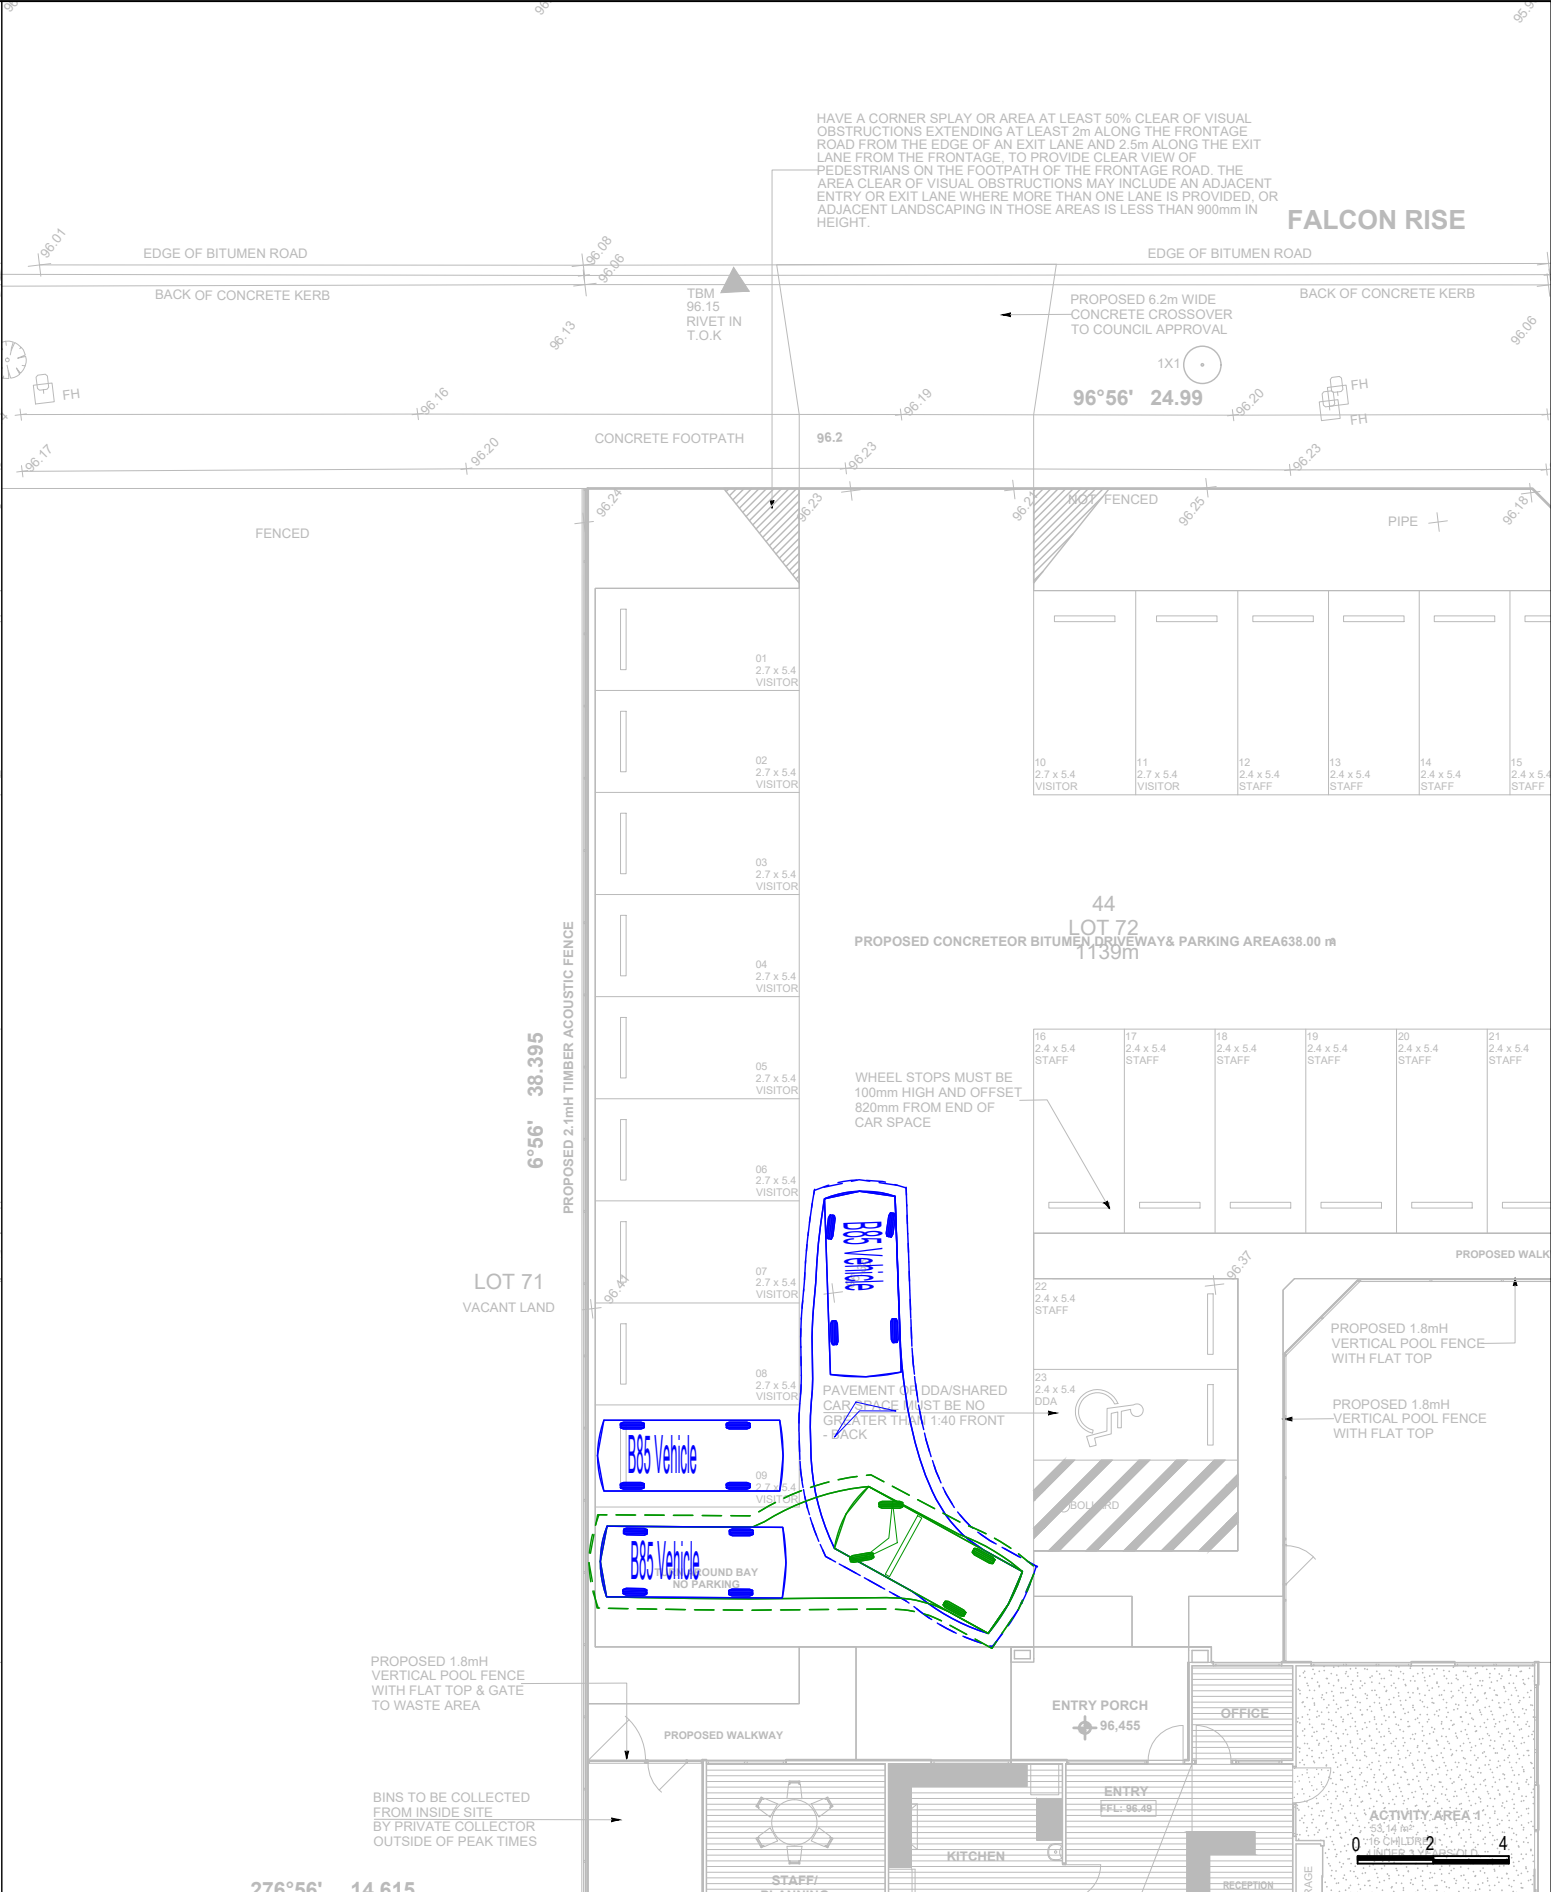 HAVE A CORNER SPLAY OR AREA AT LEAST 50% CLEAR OF VISUAL
OBSTRUCTIONS EXTENDING AT LEAST 2m ALONG THE FRONTAGE
ROAD FROM THE EDGE OF AN EXIT LANE AND 2.5m ALONG THE EXIT
LANE FROM THE FRONTAGE, TO PROVIDE CLEAR VIEW OF
PEDESTRIANS ON THE FOOTPATH OF THE FRONTAGE ROAD. THE
AREA CLEAR OF VISUAL OBSTRUCTIONS MAY INCLUDE AN ADJACENT
ENTRY OR EXIT LANE WHERE MORE THAN ONE LANE IS PROVIDED, OR
ADJACENT LANDSCAPING IN THOSE AREAS IS LESS THAN 900mm IN
HEIGHT.
FALCON RISE
96.01
EDGE OF BITUMEN ROAD
96.08
96.06
EDGE OF BITUMEN ROAD
BACK OF CONCRETE KERB
TBM
96.15
RIVET IN
T.O.K
PROPOSED 6.2m WIDE
CONCRETE CROSSOVER
TO COUNCIL APPROVAL
BACK OF CONCRETE KERB
96.13
96.06
1X1
FH
FH
FH
96°56' 24.99
96.16
96.19
96.20
CONCRETE FOOTPATH
96.2
96.17
96.20
96.23
96.23
96.24
96.23
96.21
NOT FENCED
96.25
PIPE
96.18
FENCED
01
2.7 x 5.4
VISITOR
02
2.7 x 5.4
VISITOR
10
2.7 x 5.4
VISITOR
11
2.7 x 5.4
VISITOR
12
2.4 x 5.4
STAFF
13
2.4 x 5.4
STAFF
14
2.4 x 5.4
STAFF
15
2.4 x 5.4
STAFF
03
2.7 x 5.4
VISITOR
44
LOT 72
PROPOSED CONCRETEOR BITUMEN DRIVEWAY& PARKING AREA638.00 m
1139m
04
2.7 x 5.4
VISITOR
PROPOSED 2.1mH TIMBER ACOUSTIC FENCE
6°56' 38.395
05
2.7 x 5.4
VISITOR
16
2.4 x 5.4
STAFF
17
2.4 x 5.4
STAFF
18
2.4 x 5.4
STAFF
19
2.4 x 5.4
STAFF
20
2.4 x 5.4
STAFF
21
2.4 x 5.4
STAFF
WHEEL STOPS MUST BE
100mm HIGH AND OFFSET
820mm FROM END OF
CAR SPACE
06
2.7 x 5.4
VISITOR
B85 Vehicle
PROPOSED WALK
96.37
07
2.7 x 5.4
VISITOR
LOT 71
VACANT LAND
96.41
22
2.4 x 5.4
STAFF
PROPOSED 1.8mH
VERTICAL POOL FENCE
WITH FLAT TOP
08
2.7 x 5.4
VISITOR
23
2.4 x 5.4
DDA
PAVEMENT OF DDA/SHARED
CAR SPACE MUST BE NO
GREATER THAN 1:40 FRONT
- BACK
PROPOSED 1.8mH
VERTICAL POOL FENCE
WITH FLAT TOP
B85 Vehicle
09
2.7 x 5.4
VISITOR
BOLLARD
B85 Vehicle
ROUND BAY
NO PARKING
PROPOSED 1.8mH
VERTICAL POOL FENCE
WITH FLAT TOP & GATE
TO WASTE AREA
PROPOSED WALKWAY
ENTRY PORCH
96,455
OFFICE
BINS TO BE COLLECTED
FROM INSIDE SITE
BY PRIVATE COLLECTOR
OUTSIDE OF PEAK TIMES
ENTRY
FFL: 96.49
ACTIVITY AREA 1
KITCHEN
0 2 4
STAFF/
276°56' 14.615
RECEPTION